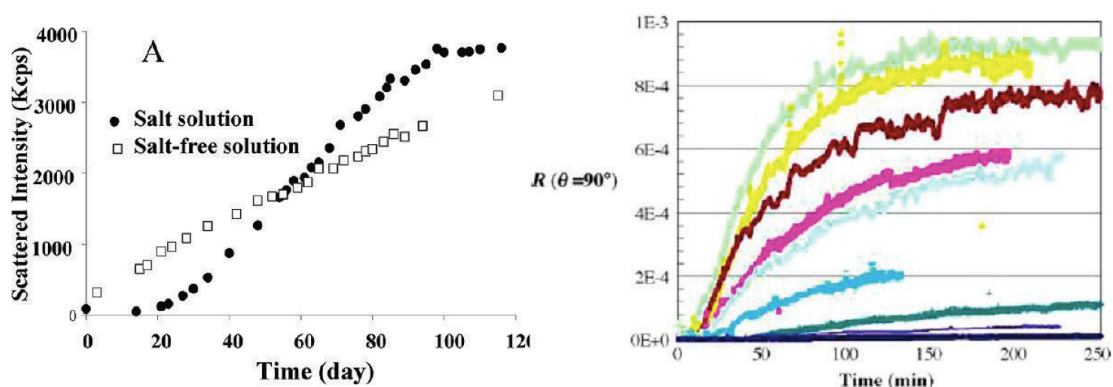 A
Salt solution
Salt-free solution
Scattered Intensity (Kcps)
4000
3000
2000
1000
0
0 20 40 60 80 100 120
Time (day)
R (θ =90°)
1E-3
8E-4
6E-4
4E-4
2E-4
0E+0
0 50 100 150 200 250
Time (min)